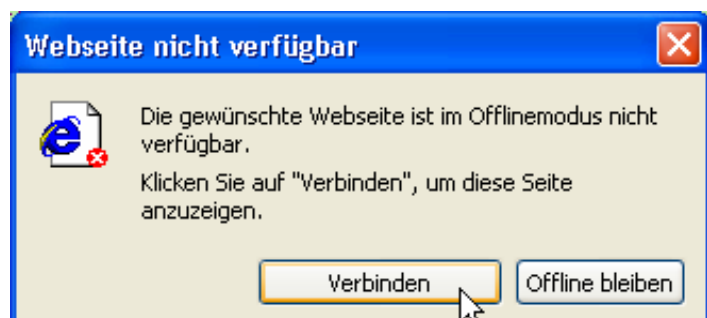 Webseite nicht verfügbar
Die gewünschte Webseite ist im Offlinemodus nicht
verfügbar.
Klicken Sie auf "Verbinden", um diese Seite
anzuzeigen.
Verbinden
Offline bleiben